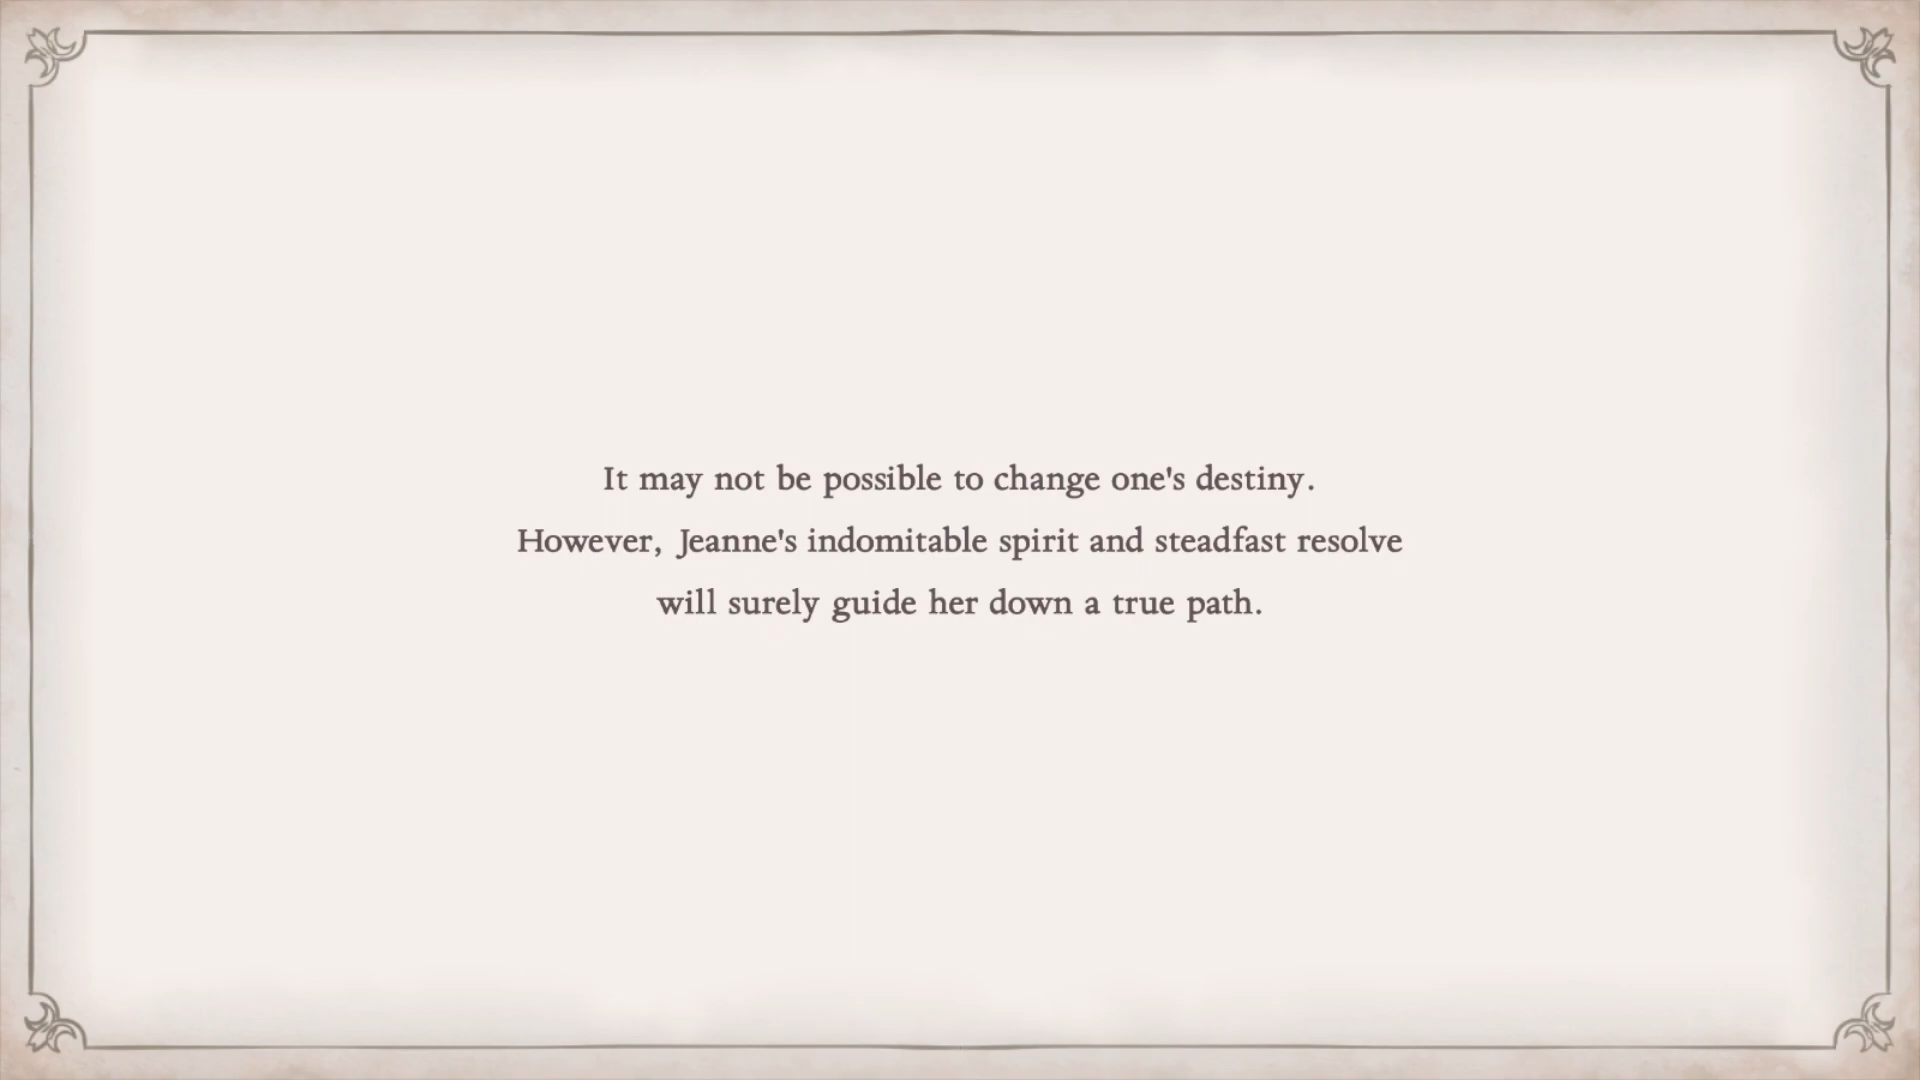 It may not be possible to change one's destiny.
However, Jeanne's indomitable spirit and steadfast resolve
will surely guide her down a true path.